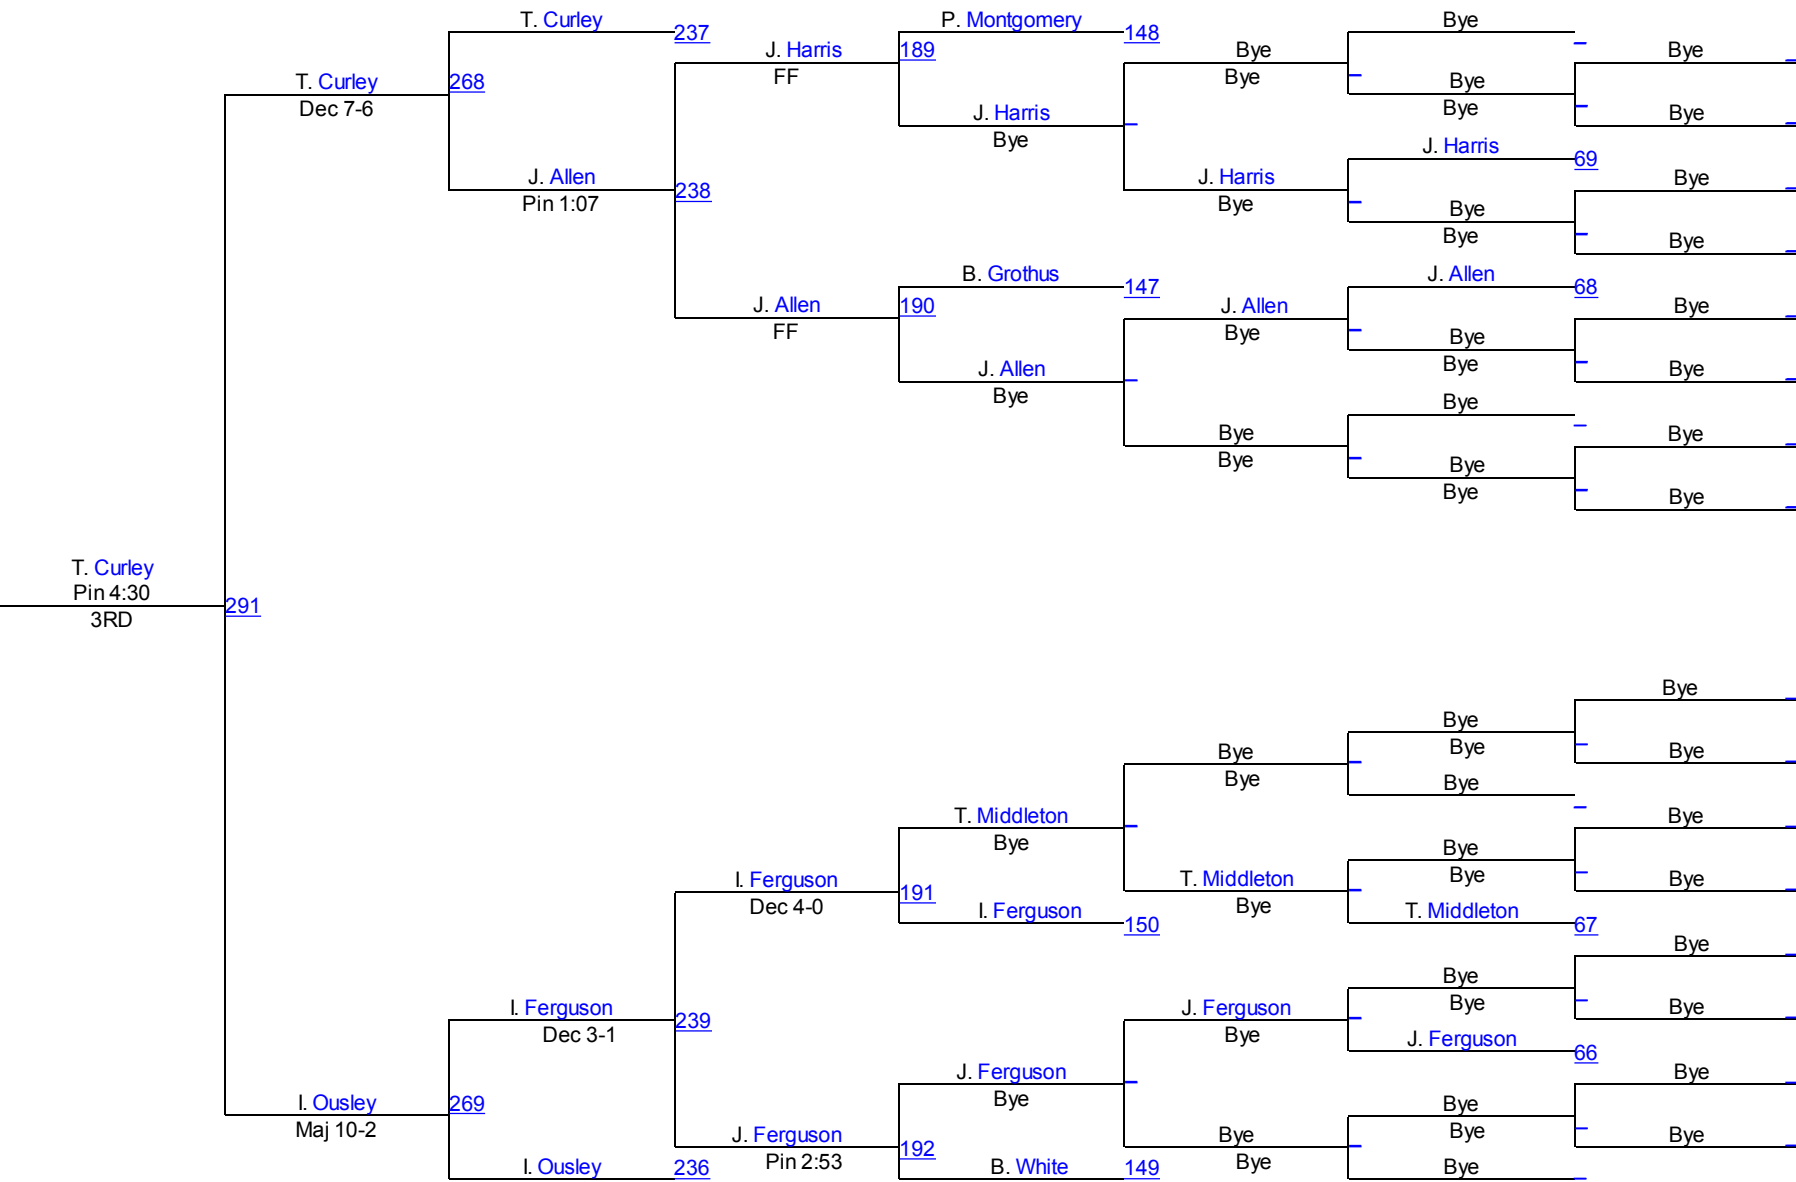 T. Curley
237
P. Montgomery
148
Bye
J. Harris
FF
189
Bye
Bye
Bye
T. Curley
Dec 7-6
268
Bye
Bye
J. Harris
Bye
Bye
J. Harris
69
J. Allen
Pin 1:07
238
J. Harris
Bye
Bye
Bye
Bye
Bye
B. Grothus
147
J. Allen
68
J. Allen
FF
190
J. Allen
Bye
Bye
Bye
Bye
J. Allen
Bye
Bye
Bye
Bye
Bye
Bye
Bye
Bye
Bye
T. Curley
Pin 4:30
3RD
291
Bye
Bye
Bye
Bye
Bye
Bye
Bye
T. Middleton
Bye
Bye
Bye
Bye
I. Ferguson
Dec 4-0
191
T. Middleton
Bye
Bye
I. Ferguson
150
T. Middleton
67
Bye
Bye
Bye
I. Ferguson
Dec 3-1
239
J. Ferguson
Bye
Bye
J. Ferguson
66
J. Ferguson
Bye
Bye
I. Ousley
Maj 10-2
269
Bye
Bye
J. Ferguson
Pin 2:53
192
Bye
Bye
Bye
I. Ousley
236
B. White
149
Bye